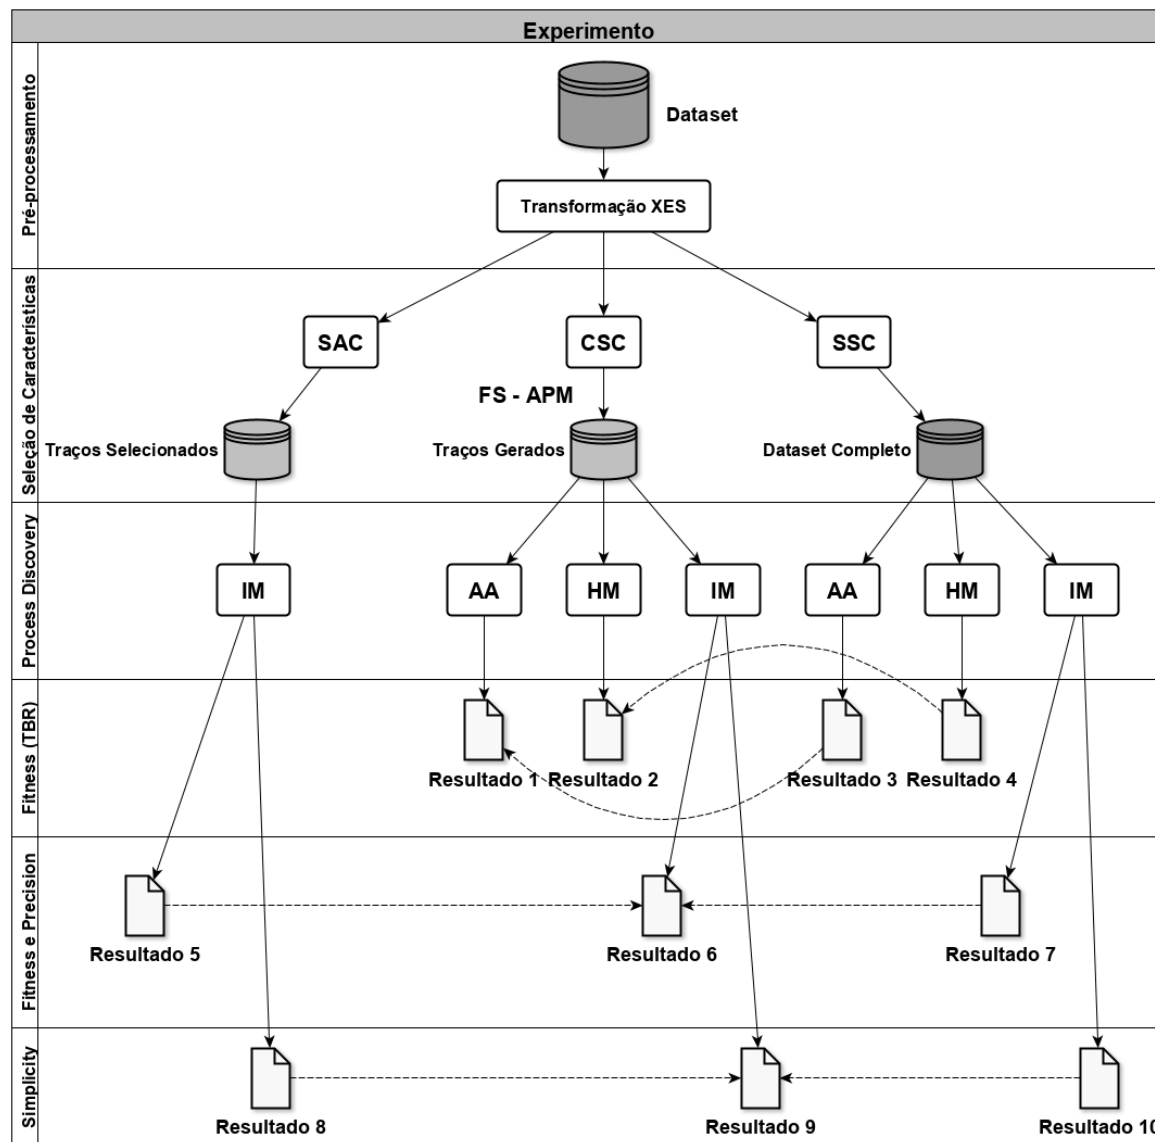 Experimento
Pré-processamento
Dataset
Transformação XES
Seleção de Características
SAC
CSC
SSC
FS - APM
Traços Selecionados
Traços Gerados
Dataset Completo
Process Discovery
IM
AA
HM
IM
AA
HM
IM
Fitness (TBR)
Resultado 1
Resultado 2
Resultado 3
Resultado 4
Fitness e Precision
Resultado 5
Resultado 6
Resultado 7
Simplicity
Resultado 8
Resultado 9
Resultado 10